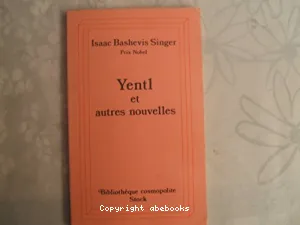 Isaac Bashevis Singer
Prix Nobel
Yentl
et
autres nouvelles
Bibliothèque cosmopolite
Stock
Copyright abebooks